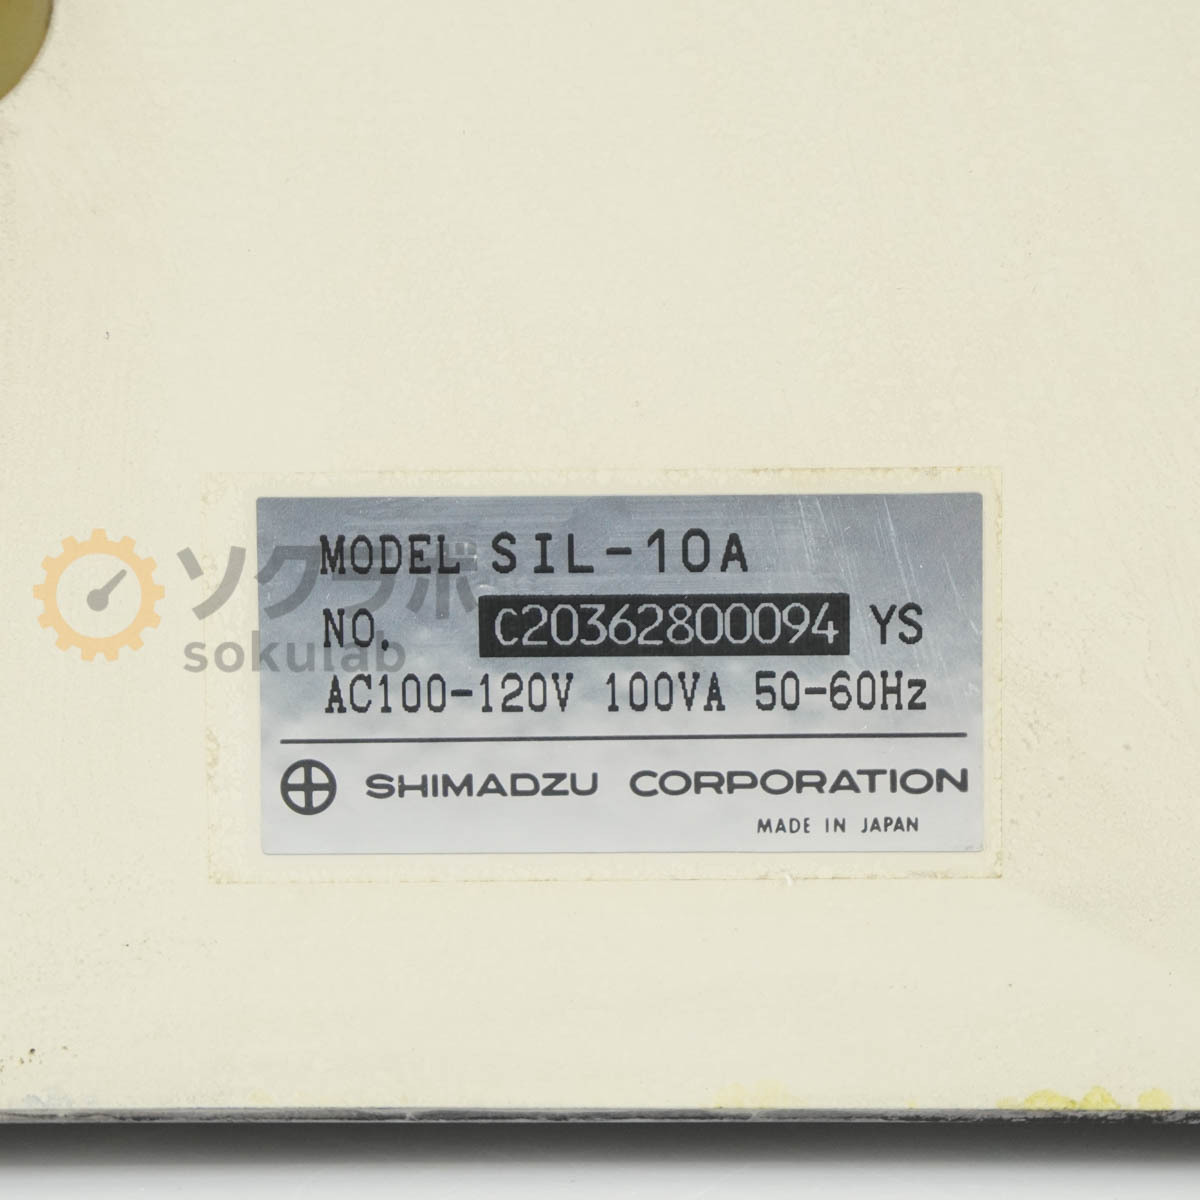 MODEL SIL-10A
NO. C20362800094 YS
AC100-120V 100VA 50-60Hz
SHIMADZU CORPORATION
MADE IN JAPAN
ソクラボ
sokulab